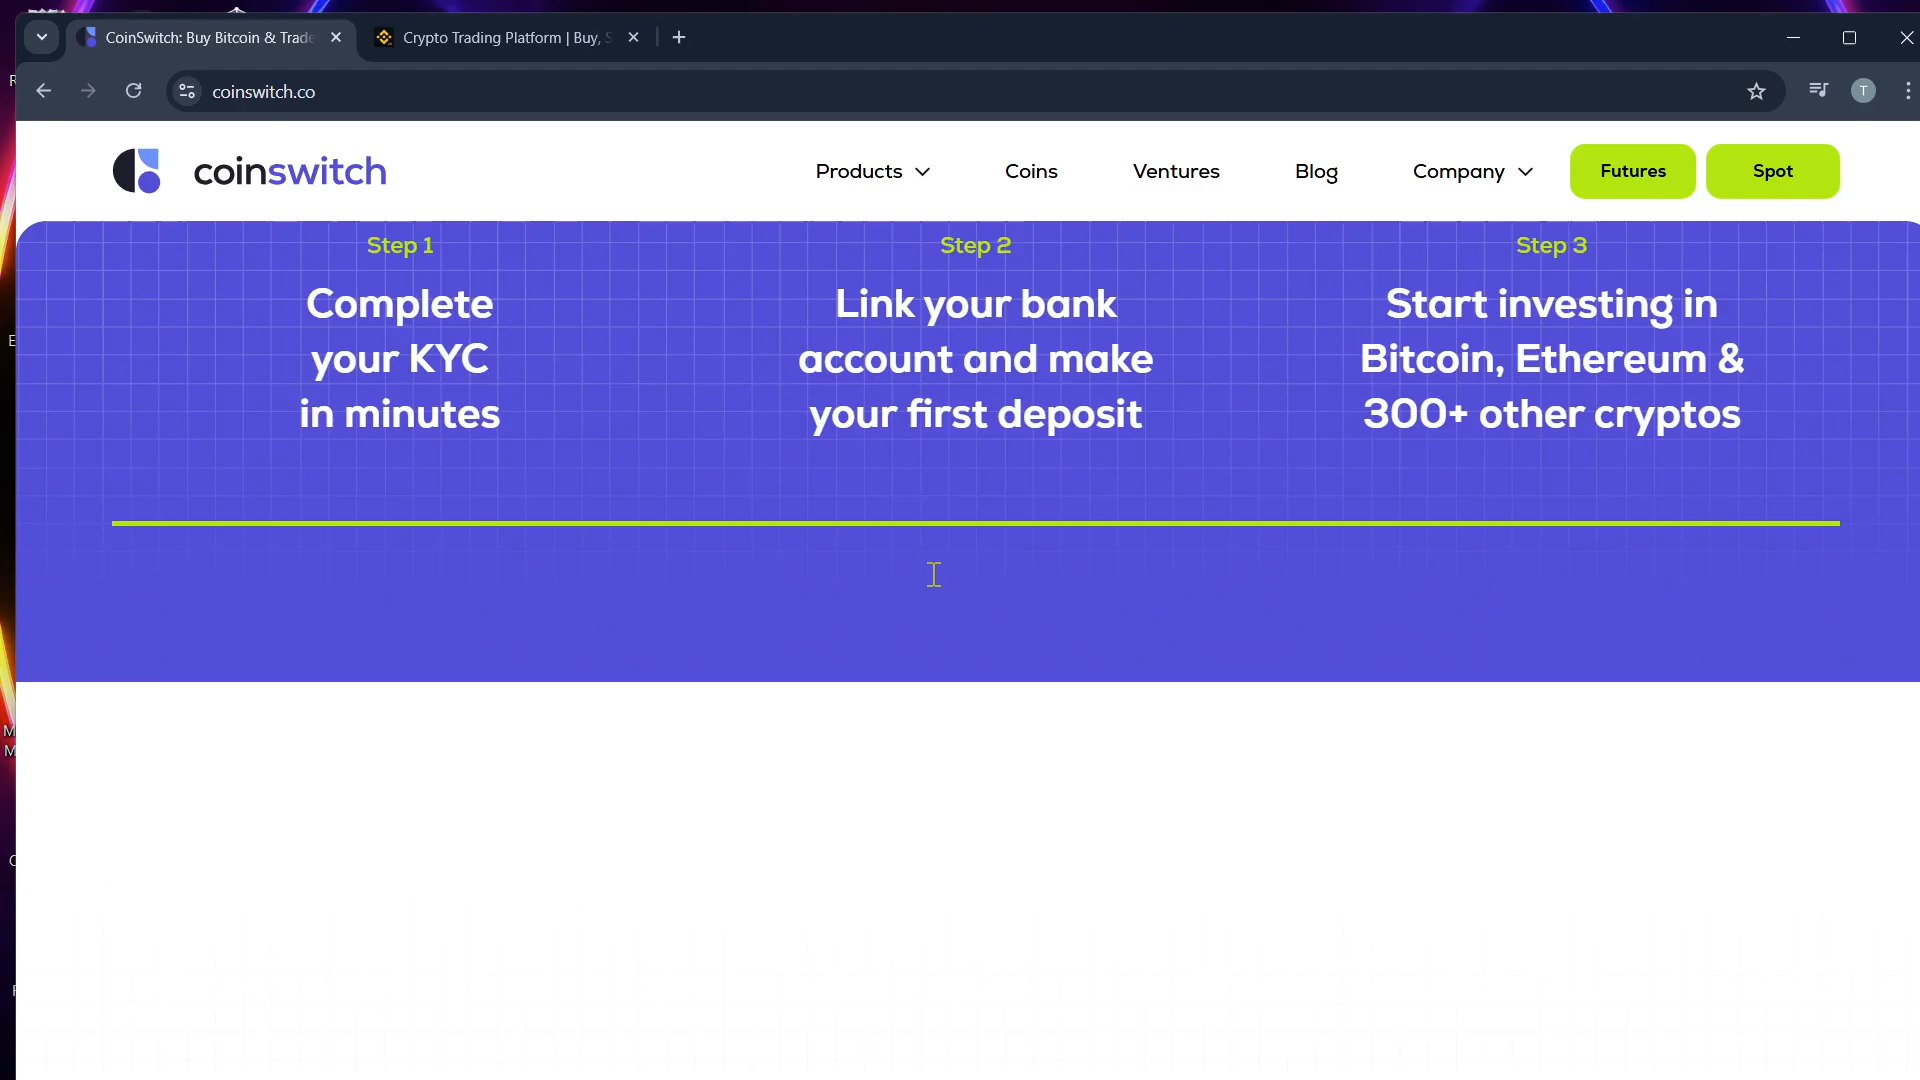 CoinSwitch: Buy Bitcoin & Trade
Crypto Trading Platform | Buy, S
coinswitch.co
T
coinswitch
Products
Coins
Ventures
Blog
Company
Futures
Spot
Step 1
Complete
your KYC
in minutes
Step 2
Link your bank
account and make
your first deposit
Step 3
Start investing in
Bitcoin, Ethereum &
300+ other cryptos